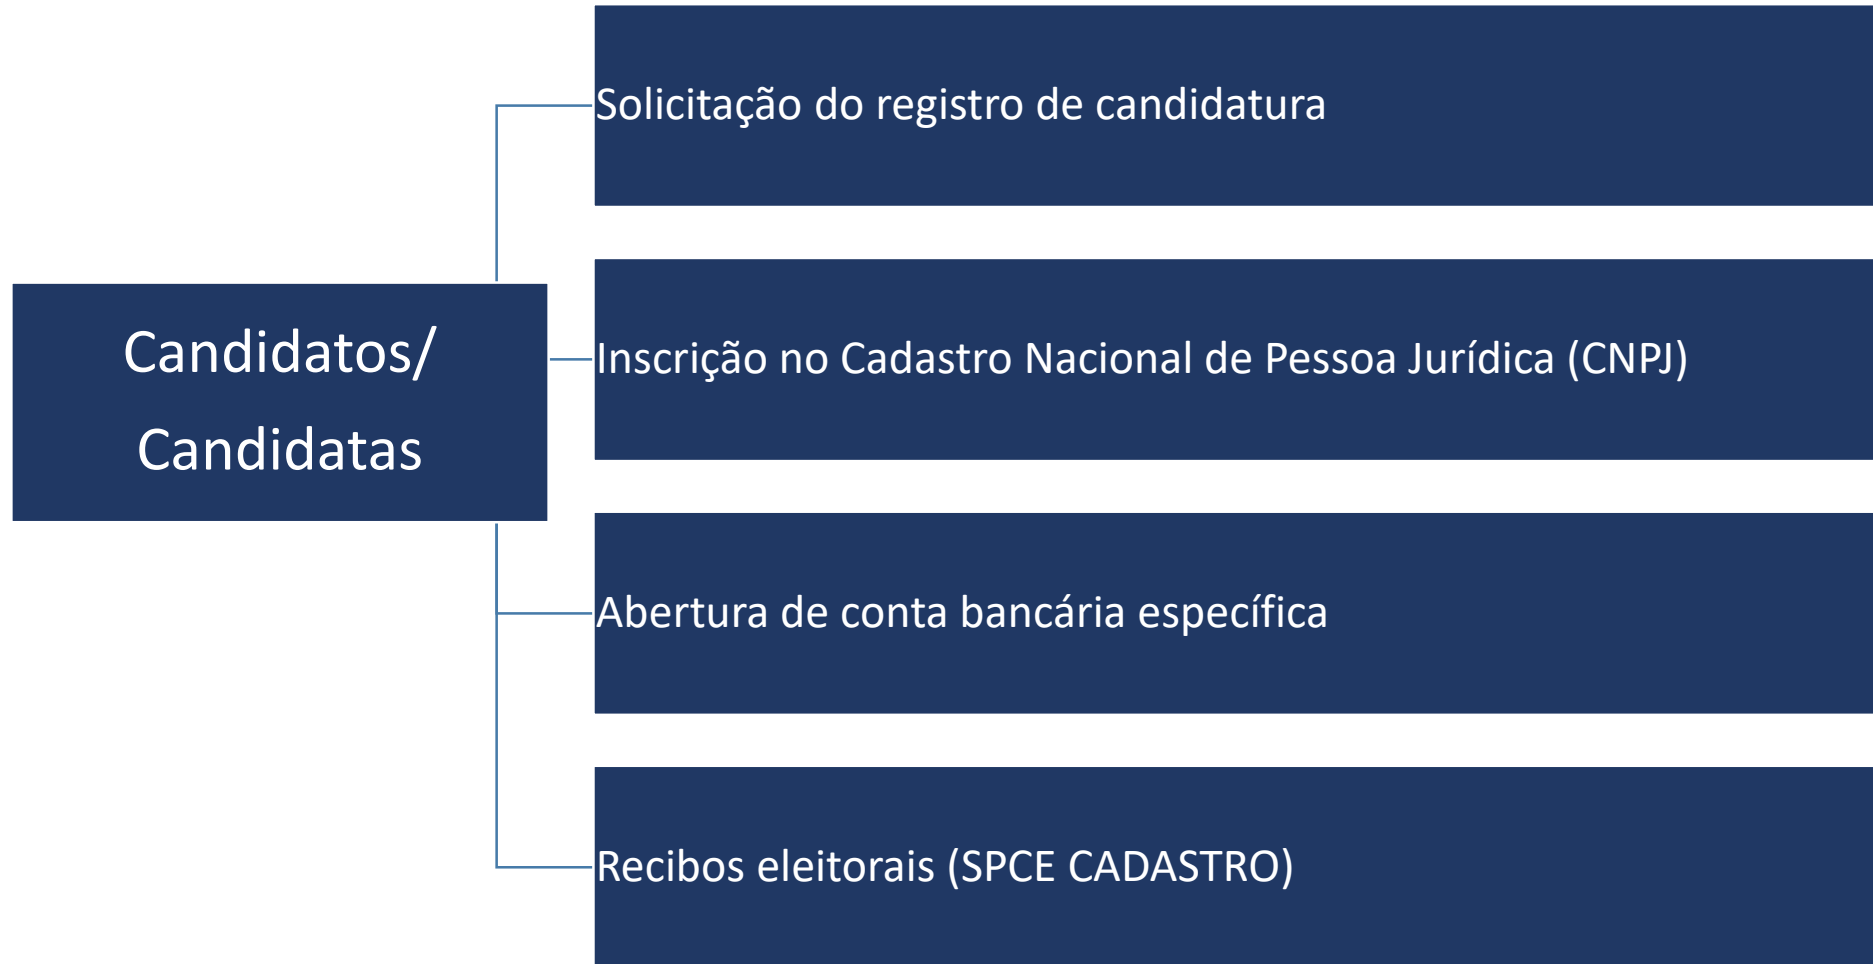 Candidatos/
Candidatas
Solicitação do registro de candidatura
Inscrição no Cadastro Nacional de Pessoa Jurídica (CNPJ)
Abertura de conta bancária específica
Recibos eleitorais (SPCE CADASTRO)